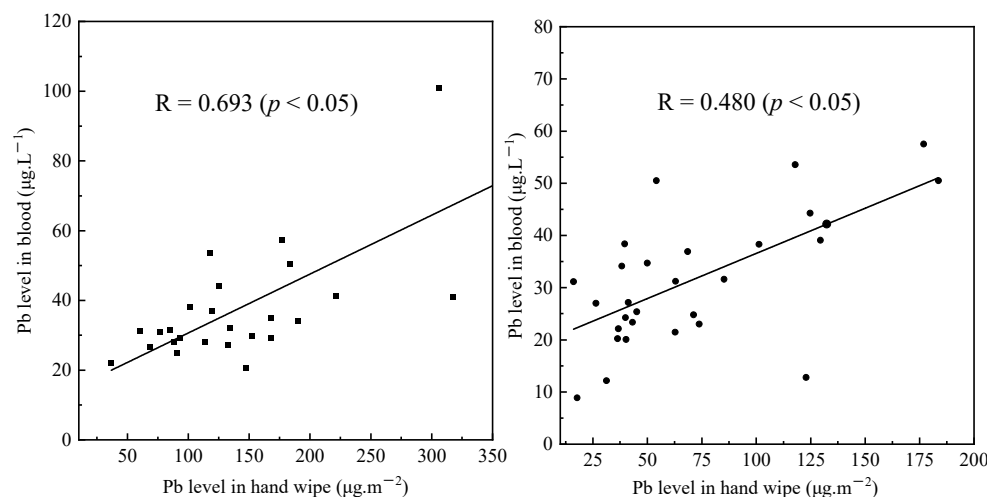 120
100
80
60
40
20
0
Pb level in blood (μg.L⁻¹)
R = 0.693 (p < 0.05)
50 100 150 200 250 300 350
Pb level in hand wipe (μg.m⁻²)
80
70
60
50
40
30
20
10
0
Pb level in blood (μg.L⁻¹)
R = 0.480 (p < 0.05)
25 50 75 100 125 150 175 200
Pb level in hand wipe (μg.m⁻²)